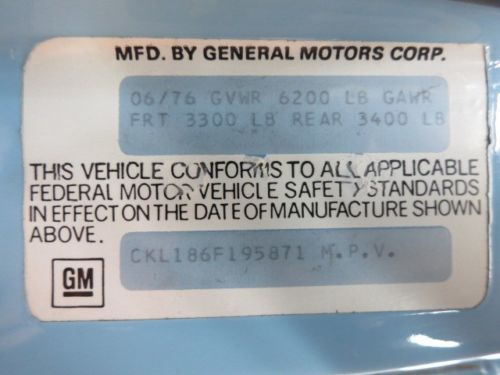 MFD. BY GENERAL MOTORS CORP.
06/76 GVWR 6200 LB GAWR
FRT 3300 LB REAR 3400 LB
THIS VEHICLE CONFORMS TO ALL APPLICABLE
FEDERAL MOTOR VEHICLE SAFETY STANDARDS
IN EFFECT ON THE DATE OF MANUFACTURE SHOWN
ABOVE.
CKL186F195871 M.P.V.
GM